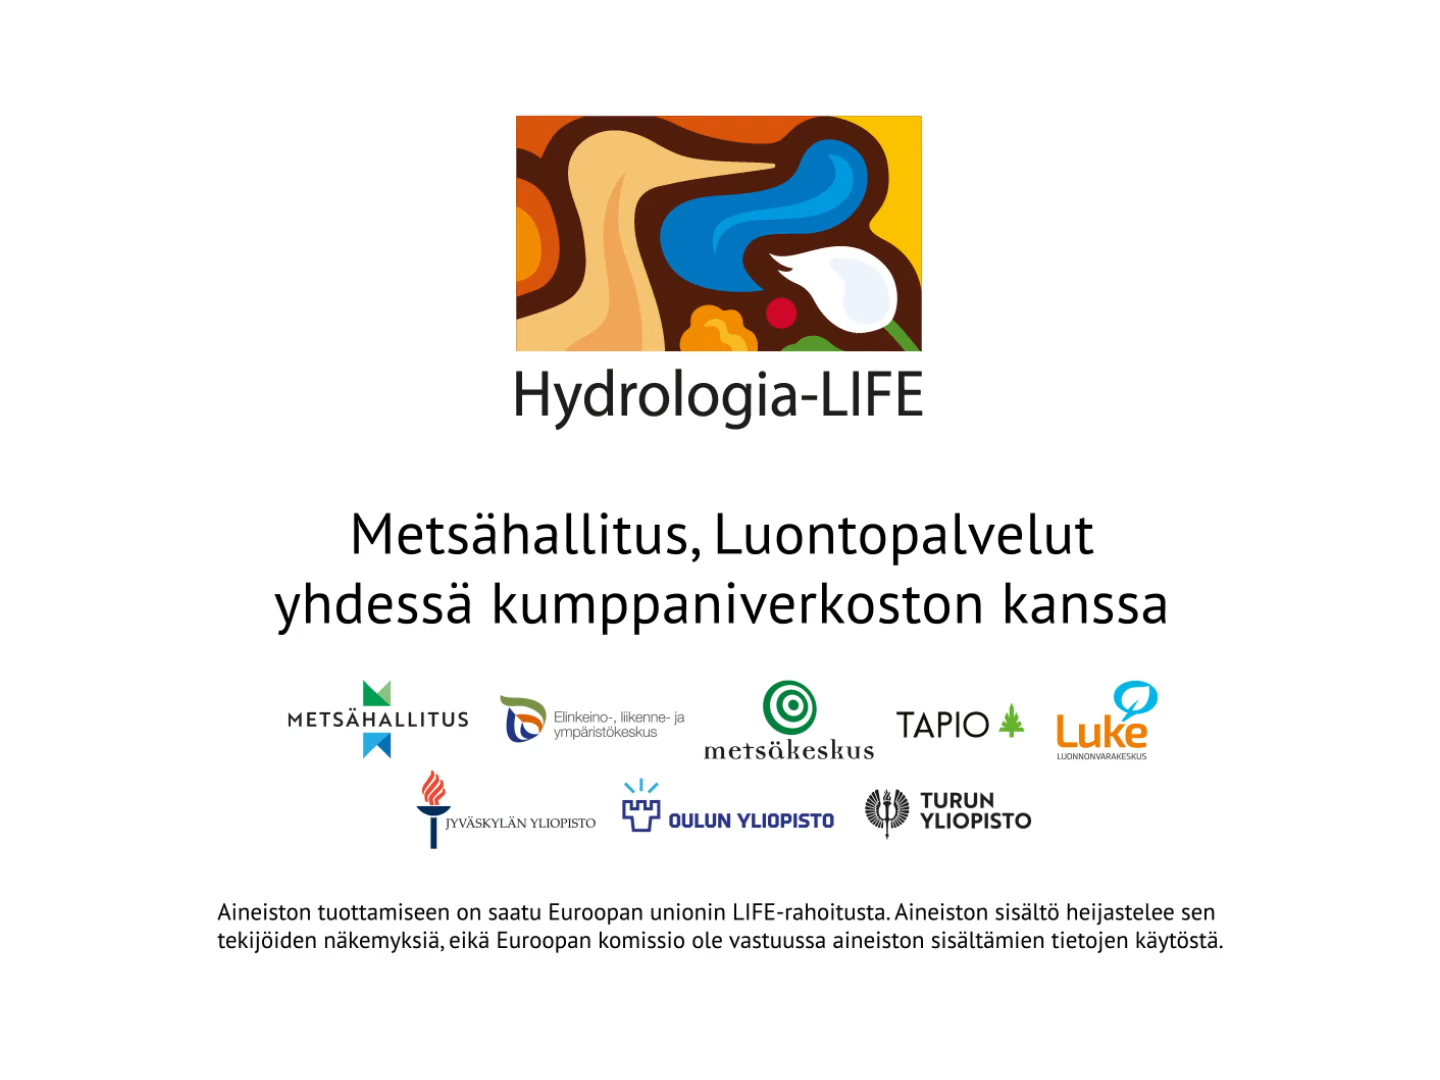 Hydrologia-LIFE
Metsähallitus, Luontopalvelut
yhdessä kumppaniverkoston kanssa
METSÄHALLITUS
Elinkeino-, liikenne- ja
ympäristökeskus
metsäkeskus
TAPIO
Luke
LUONNONVARAKESKUS
JYVÄSKYLÄN YLIOPISTO
OULUN YLIOPISTO
TURUN
YLIOPISTO
Aineiston tuottamiseen on saatu Euroopan unionin LIFE-rahoitusta. Aineiston sisältö heijastelee sen
tekijöiden näkemyksiä, eikä Euroopan komissio ole vastuussa aineiston sisältämien tietojen käytöstä.